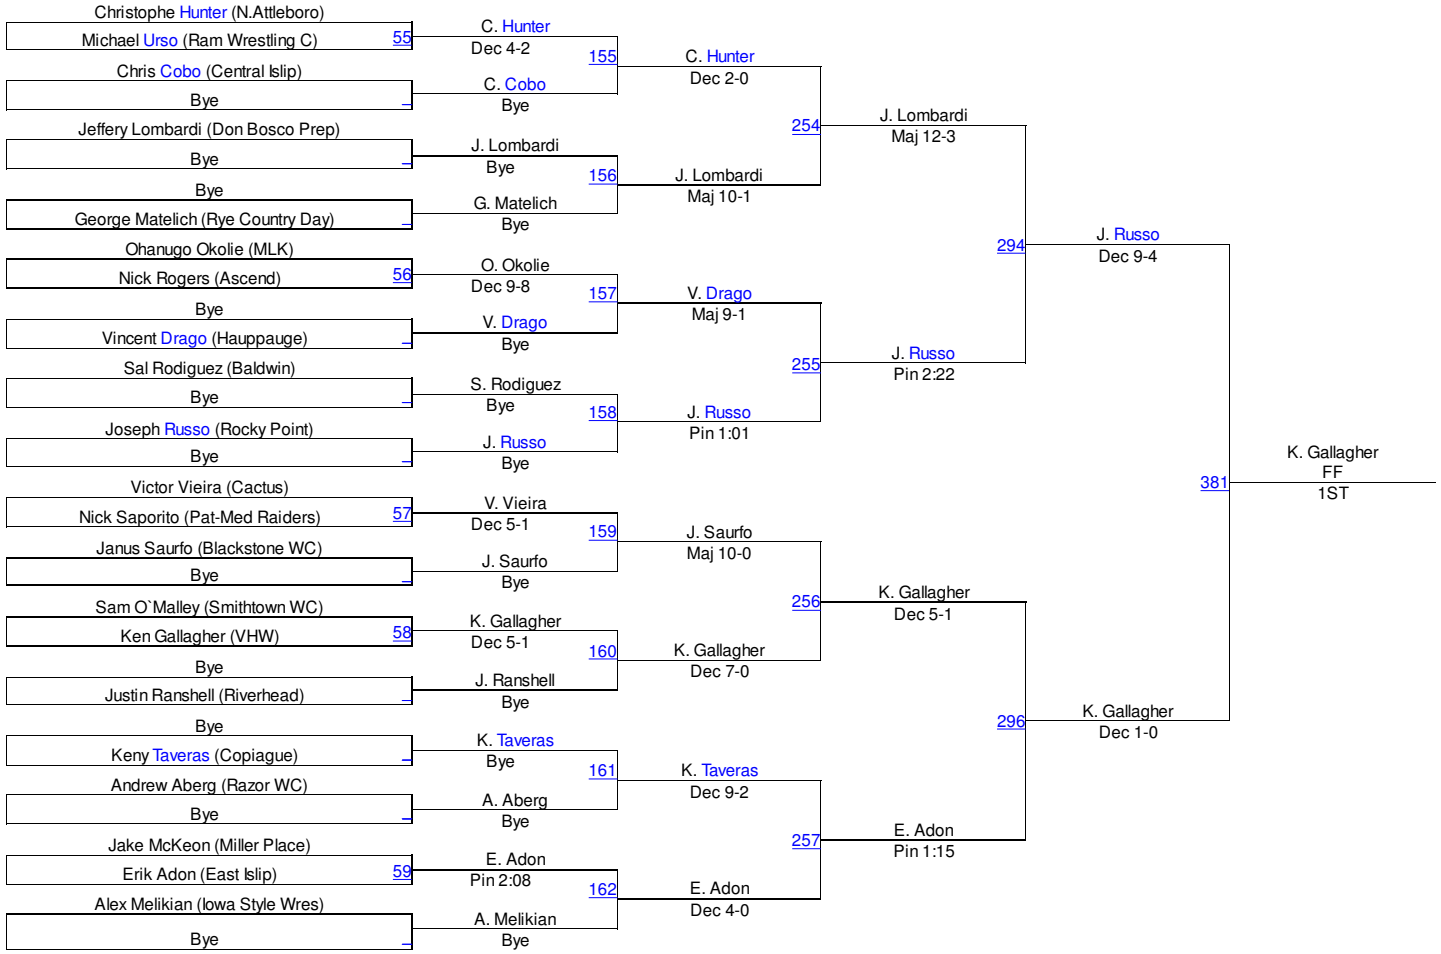 Christophe Hunter (N.Attleboro)
Michael Urso (Ram Wrestling C) 55
Chris Cobo (Central Islip)
Bye
Jeffery Lombardi (Don Bosco Prep)
Bye
Bye
George Matelich (Rye Country Day)
Ohanugo Okolie (MLK)
Nick Rogers (Ascend) 56
Bye
Vincent Drago (Hauppauge)
Sal Rodiguez (Baldwin)
Bye
Joseph Russo (Rocky Point)
Bye
Victor Vieira (Cactus)
Nick Saporito (Pat-Med Raiders) 57
Janus Saurfo (Blackstone WC)
Bye
Sam O`Malley (Smithtown WC)
Ken Gallagher (VHW) 58
Bye
Justin Ranshell (Riverhead)
Bye
Keny Taveras (Copiague)
Andrew Aberg (Razor WC)
Bye
Jake McKeon (Miller Place)
Erik Adon (East Islip) 59
Alex Melikian (Iowa Style Wres)
Bye
C. Hunter
Dec 4-2
155
C. Cobo
Bye
J. Lombardi
Bye
156
G. Matelich
Bye
O. Okolie
Dec 9-8
157
V. Drago
Bye
S. Rodiguez
Bye
158
J. Russo
Bye
V. Vieira
Dec 5-1
159
J. Saurfo
Bye
K. Gallagher
Dec 5-1
160
J. Ranshell
Bye
K. Taveras
Bye
161
A. Aberg
Bye
E. Adon
Pin 2:08
162
A. Melikian
Bye
C. Hunter
Dec 2-0
254
J. Lombardi
Maj 10-1
V. Drago
Maj 9-1
255
J. Russo
Pin 1:01
J. Saurfo
Maj 10-0
256
K. Gallagher
Dec 7-0
K. Taveras
Dec 9-2
257
E. Adon
Dec 4-0
J. Lombardi
Maj 12-3
294
J. Russo
Pin 2:22
K. Gallagher
Dec 5-1
296
E. Adon
Pin 1:15
J. Russo
Dec 9-4
381
K. Gallagher
Dec 1-0
K. Gallagher
FF
1ST